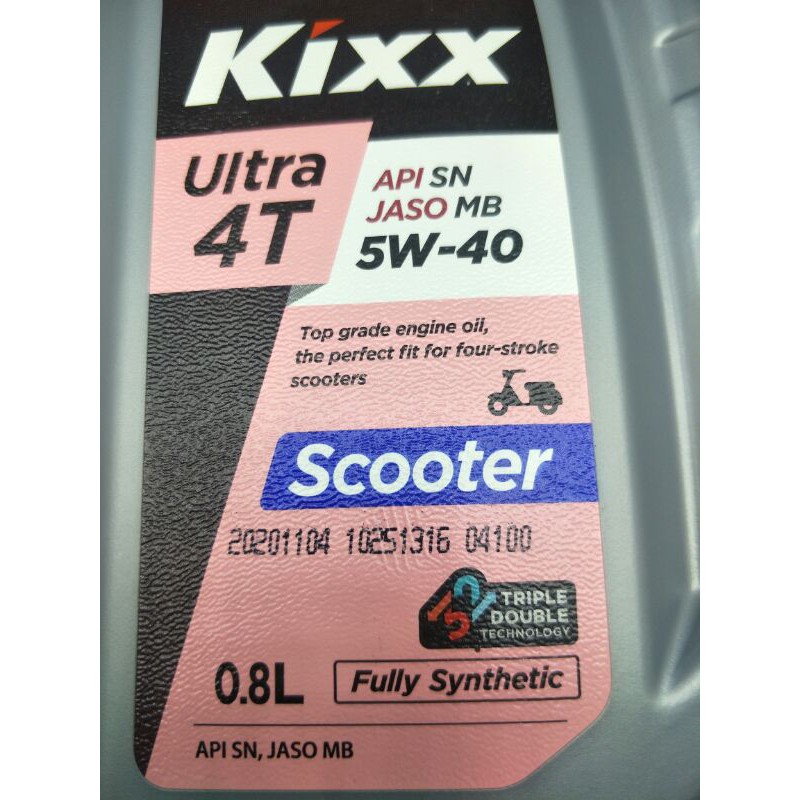 Kixx
Ultra
4T
API SN
JASO MB
5W-40
Top grade engine oil,
the perfect fit for four-stroke
scooters
Scooter
20201104 10251316 04100
TRIPLE
DOUBLE
TECHNOLOGY
0.8L
Fully Synthetic
API SN, JASO MB